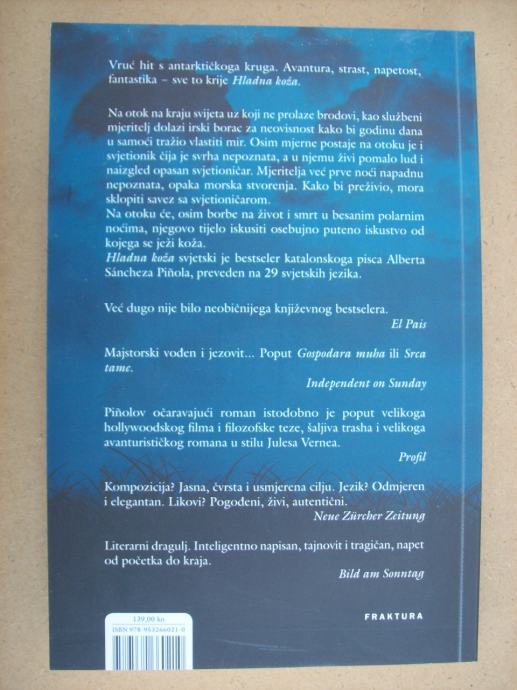 Vruć hit s antarktičkoga kruga. Avantura, strast, napetost,
fantastika – sve to krije Hladna koža.
Na otok na kraju svijeta uz koji ne prolaze brodovi, kao službeni
mjeritelj dolazi irski borac za neovisnost kako bi godinu dana
u samoći tražio vlastiti mir. Osim mjerne postaje na otoku je i
svjetionik čija je svrha nepoznata, a u njemu živi pomalo lud i
naizgled opasan svjetioničar. Mjeritelja već prve noći napadnu
nepoznata, opaka morska stvorenja. Kako bi preživio, mora
sklopiti savez sa svjetioničarom.
Na otoku će, osim borbe na život i smrt u besanim polarnim
noćima, njegovo tijelo iskusiti osebujno puteno iskustvo od
kojega se ježi koža.
Hladna koža svjetski je bestseler katalonskoga pisca Alberta
Sáncheza Piñola, preveden na 29 svjetskih jezika.
Već dugo nije bilo neobičnijega književnog bestselera.
El Pais
Majstorski vođen i jezovit... Poput Gospodara muha ili Srca
tame.
Independent on Sunday
Piñolov očaravajući roman istodobno je poput velikoga
hollywoodskog filma i filozofske teze, šaljiva trasha i velikoga
avanturističkog romana u stilu Julesa Vernea.
Profil
Kompozicija? Jasna, čvrsta i usmjerena cilju. Jezik? Odmjeren
i elegantan. Likovi? Pogođeni, živi, autentični.
Neue Zürcher Zeitung
Literarni dragulj. Inteligentno napisan, tajnovit i tragičan, napet
od početka do kraja.
Bild am Sonntag
FRAKTURA
139,00 kn
ISBN 978-953266021-0